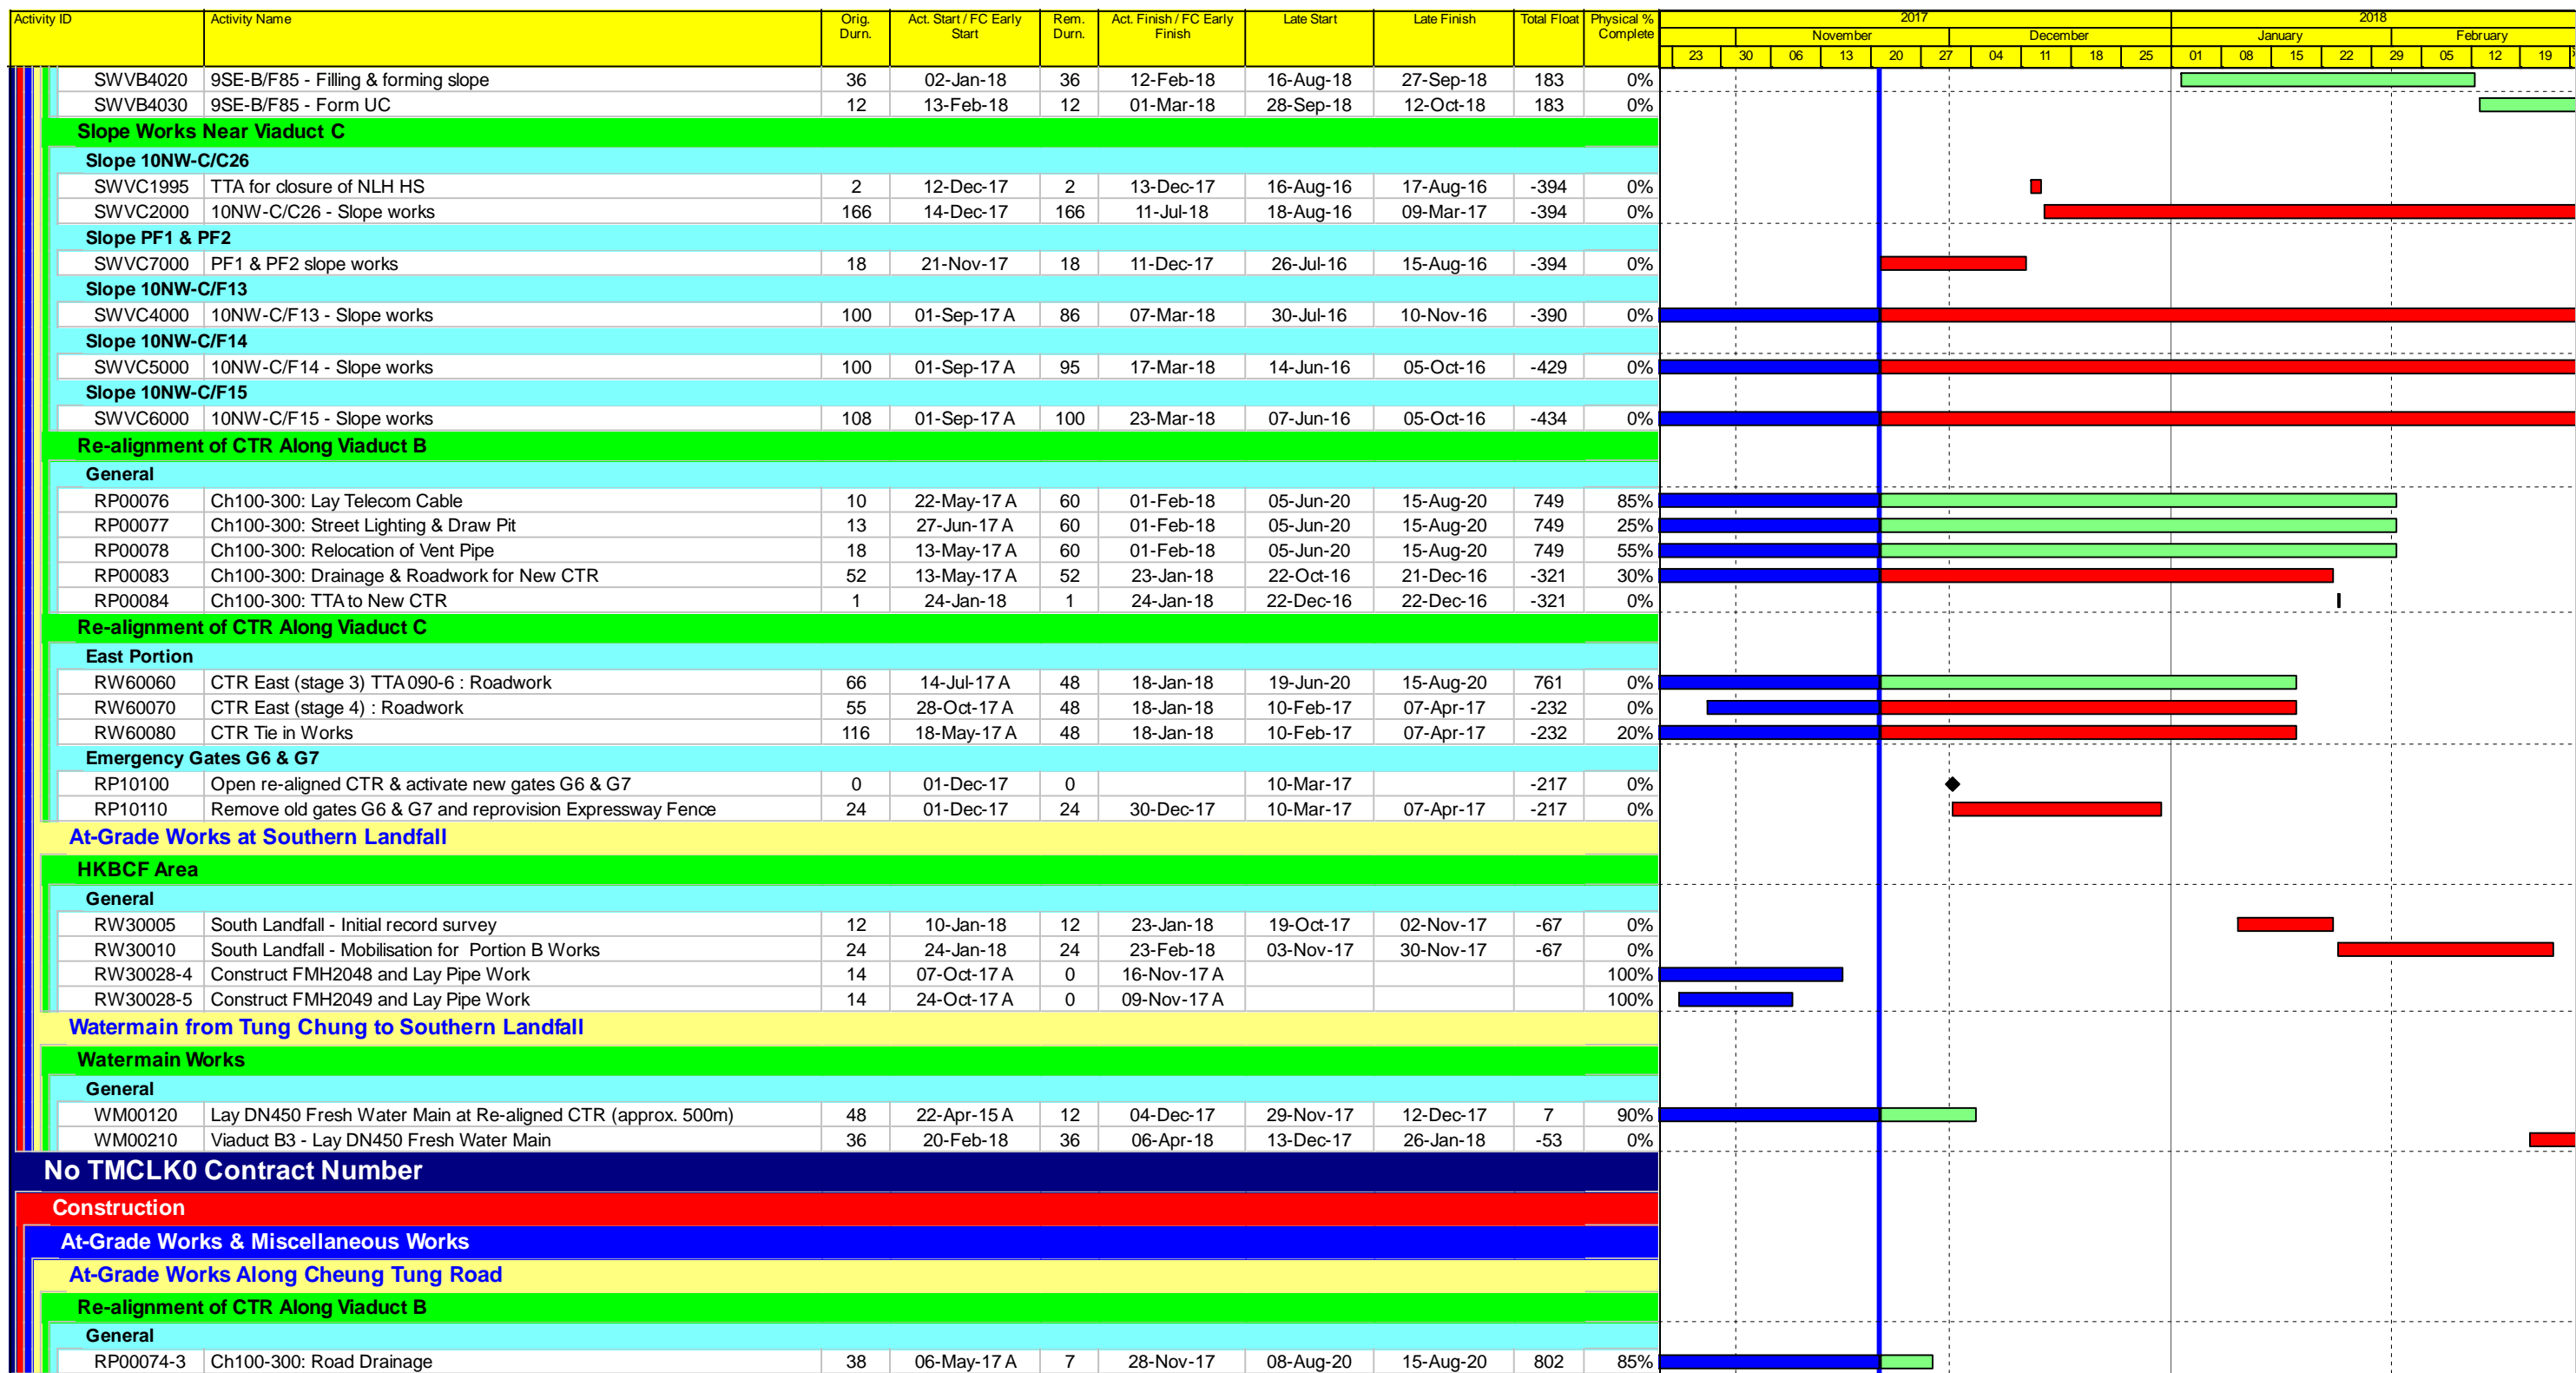 Activity ID Activity Name Orig. Durn. Act. Start / FC Early Start Rem. Durn. Act. Finish / FC Early Finish Late Start Late Finish Total Float Physical % Complete 2017 2018
November December January February
23 30 06 13 20 27 04 11 18 25 01 08 15 22 29 05 12 19
SWVB4020 9SE-B/F85 - Filling & forming slope 36 02-Jan-18 36 12-Feb-18 16-Aug-18 27-Sep-18 183 0%
SWVB4030 9SE-B/F85 - Form UC 12 13-Feb-18 12 01-Mar-18 28-Sep-18 12-Oct-18 183 0%
Slope Works Near Viaduct C
Slope 10NW-C/C26
SWVC1995 TTA for closure of NLH HS 2 12-Dec-17 2 13-Dec-17 16-Aug-16 17-Aug-16 -394 0%
SWVC2000 10NW-C/C26 - Slope works 166 14-Dec-17 166 11-Jul-18 18-Aug-16 09-Mar-17 -394 0%
Slope PF1 & PF2
SWVC7000 PF1 & PF2 slope works 18 21-Nov-17 18 11-Dec-17 26-Jul-16 15-Aug-16 -394 0%
Slope 10NW-C/F13
SWVC4000 10NW-C/F13 - Slope works 100 01-Sep-17 A 86 07-Mar-18 30-Jul-16 10-Nov-16 -390 0%
Slope 10NW-C/F14
SWVC5000 10NW-C/F14 - Slope works 100 01-Sep-17 A 95 17-Mar-18 14-Jun-16 05-Oct-16 -429 0%
Slope 10NW-C/F15
SWVC6000 10NW-C/F15 - Slope works 108 01-Sep-17 A 100 23-Mar-18 07-Jun-16 05-Oct-16 -434 0%
Re-alignment of CTR Along Viaduct B
General
RP00076 Ch100-300: Lay Telecom Cable 10 22-May-17 A 60 01-Feb-18 05-Jun-20 15-Aug-20 749 85%
RP00077 Ch100-300: Street Lighting & Draw Pit 13 27-Jun-17 A 60 01-Feb-18 05-Jun-20 15-Aug-20 749 25%
RP00078 Ch100-300: Relocation of Vent Pipe 18 13-May-17 A 60 01-Feb-18 05-Jun-20 15-Aug-20 749 55%
RP00083 Ch100-300: Drainage & Roadwork for New CTR 52 13-May-17 A 52 23-Jan-18 22-Oct-16 21-Dec-16 -321 30%
RP00084 Ch100-300: TTA to New CTR 1 24-Jan-18 1 24-Jan-18 22-Dec-16 22-Dec-16 -321 0%
Re-alignment of CTR Along Viaduct C
East Portion
RW60060 CTR East (stage 3) TTA 090-6 : Roadwork 66 14-Jul-17 A 48 18-Jan-18 19-Jun-20 15-Aug-20 761 0%
RW60070 CTR East (stage 4) : Roadwork 55 28-Oct-17 A 48 18-Jan-18 10-Feb-17 07-Apr-17 -232 0%
RW60080 CTR Tie in Works 116 18-May-17 A 48 18-Jan-18 10-Feb-17 07-Apr-17 -232 20%
Emergency Gates G6 & G7
RP10100 Open re-aligned CTR & activate new gates G6 & G7 0 01-Dec-17 0 10-Mar-17 -217 0%
RP10110 Remove old gates G6 & G7 and reprovision Expressway Fence 24 01-Dec-17 24 30-Dec-17 10-Mar-17 07-Apr-17 -217 0%
At-Grade Works at Southern Landfall
HKBCF Area
General
RW30005 South Landfall - Initial record survey 12 10-Jan-18 12 23-Jan-18 19-Oct-17 02-Nov-17 -67 0%
RW30010 South Landfall - Mobilisation for Portion B Works 24 24-Jan-18 24 23-Feb-18 03-Nov-17 30-Nov-17 -67 0%
RW30028-4 Construct FMH2048 and Lay Pipe Work 14 07-Oct-17 A 0 16-Nov-17 A 100%
RW30028-5 Construct FMH2049 and Lay Pipe Work 14 24-Oct-17 A 0 09-Nov-17 A 100%
Watermain from Tung Chung to Southern Landfall
Watermain Works
General
WM00120 Lay DN450 Fresh Water Main at Re-aligned CTR (approx. 500m) 48 22-Apr-15 A 12 04-Dec-17 29-Nov-17 12-Dec-17 7 90%
WM00210 Viaduct B3 - Lay DN450 Fresh Water Main 36 20-Feb-18 36 06-Apr-18 13-Dec-17 26-Jan-18 -53 0%
No TMCLK0 Contract Number
Construction
At-Grade Works & Miscellaneous Works
At-Grade Works Along Cheung Tung Road
Re-alignment of CTR Along Viaduct B
General
RP00074-3 Ch100-300: Road Drainage 38 06-May-17 A 7 28-Nov-17 08-Aug-20 15-Aug-20 802 85%